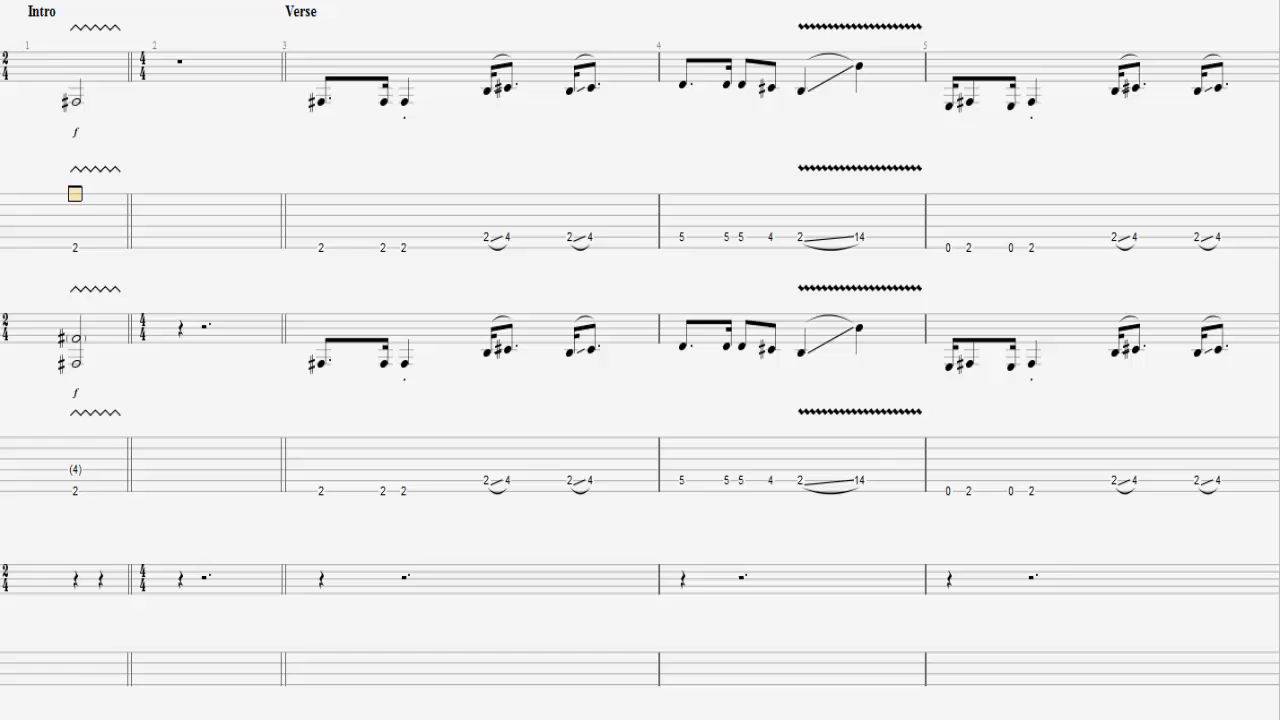 Intro Verse
1 2 3 4 5
2 4 4 4
f
2 2 2 2 2 4 2 4 5 5 5 4 2 14 0 2 0 2 2 4 2 4
2 4 4 4
f
(4)
2 2 2 2 2 4 2 4 5 5 5 4 2 14 0 2 0 2 2 4 2 4
2 4 4 4